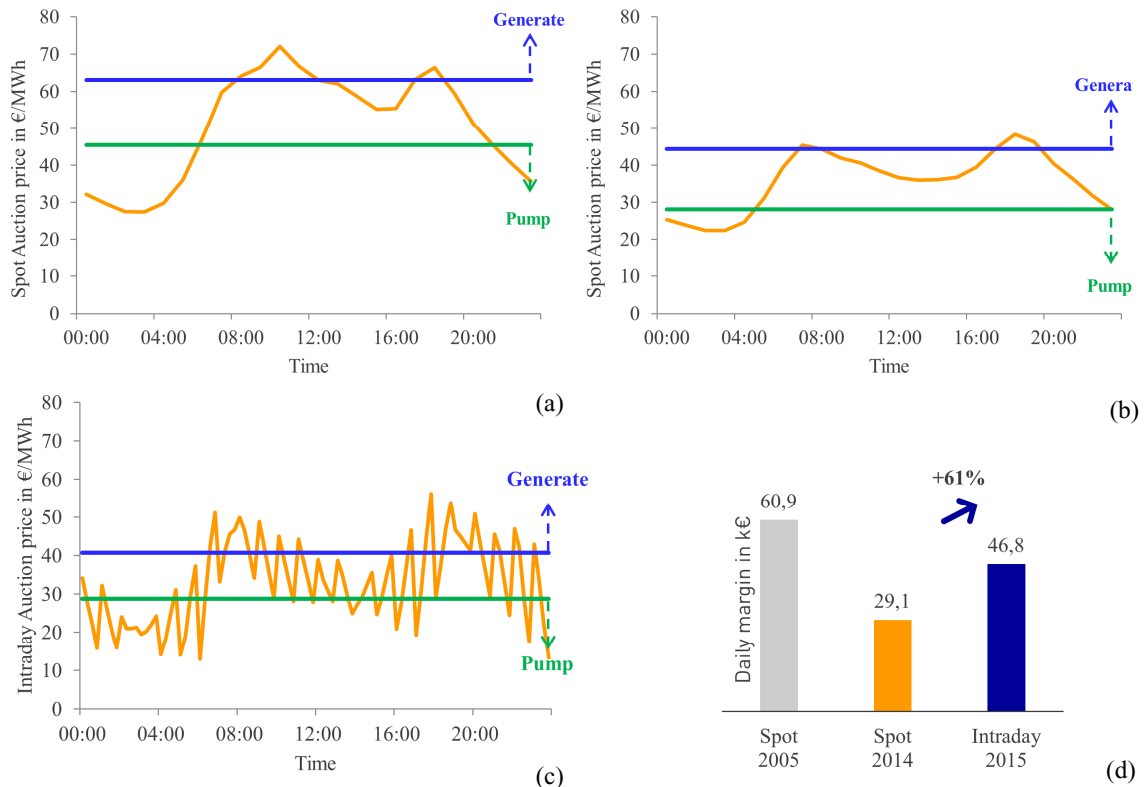 Spot Auction price in €/MWh
80
70
60
50
40
30
20
10
0
Generate
Pump
00:00 04:00 08:00 12:00 16:00 20:00
Time
(a)
Spot Auction price in €/MWh
80
70
60
50
40
30
20
10
0
Genera
Pump
00:00 04:00 08:00 12:00 16:00 20:00
Time
(b)
Intraday Auction price in €/MWh
80
70
60
50
40
30
20
10
0
Generate
Pump
00:00 04:00 08:00 12:00 16:00 20:00
Time
(c)
Daily margin in k€
+61%
60,9
29,1
46,8
Spot Spot Intraday
2005 2014 2015
(d)